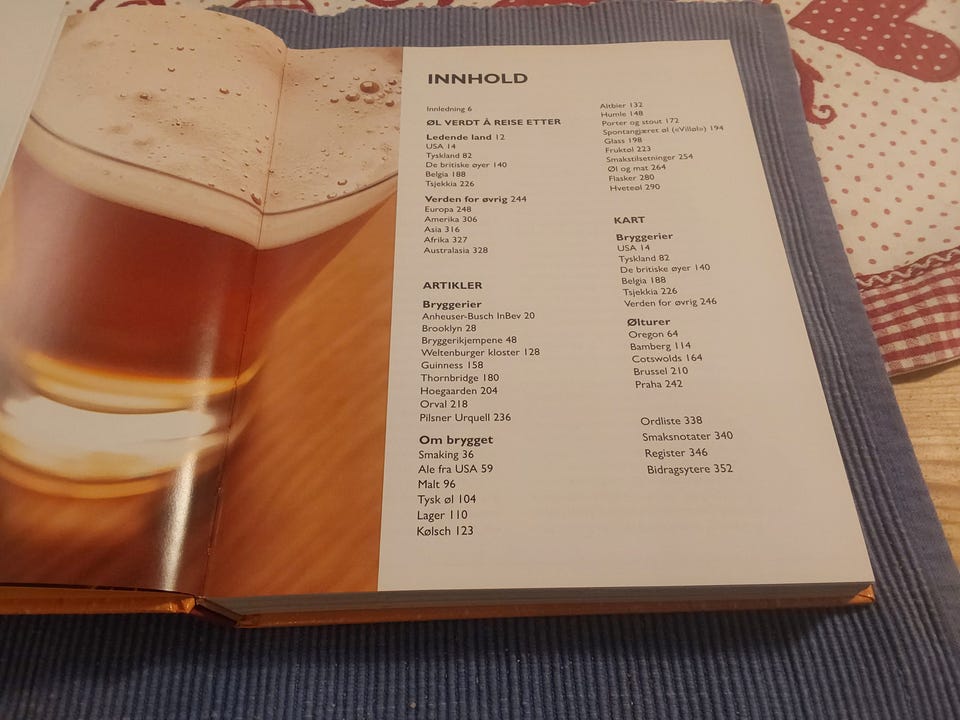 INNHOLD
Innledning 6
ØL VERDT Å REISE ETTER
Ledende land 12
USA 14
Tyskland 82
De britiske øyer 140
Belgia 188
Tsjekkia 226
Verden for øvrig 244
Europa 248
Amerika 306
Asia 316
Afrika 327
Australasia 328
ARTIKLER
Bryggerier
Anheuser-Busch InBev 20
Brooklyn 28
Bryggerikjempene 48
Weltenburger kloster 128
Guinness 158
Thornbridge 180
Hoegaarden 204
Orval 218
Pilsner Urquell 236
Om brygget
Smaking 36
Ale fra USA 59
Malt 96
Tysk øl 104
Lager 110
Kølsch 123
Altbier 132
Humle 148
Porter og stout 172
Spontangjæret øl («Villøl») 194
Glass 198
Fruktøl 223
Smakstilsetninger 254
Øl og mat 264
Flasker 280
Hveteøl 290
KART
Bryggerier
USA 14
Tyskland 82
De britiske øyer 140
Belgia 188
Tsjekkia 226
Verden for øvrig 246
Ølturer
Oregon 64
Bamberg 114
Cotswolds 164
Brussel 210
Praha 242
Ordliste 338
Smaksnotater 340
Register 346
Bidragsytere 352